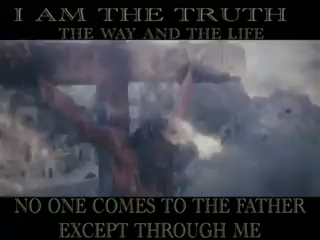 I AM THE TRUTH
THE WAY AND THE LIFE
NO ONE COMES TO THE FATHER
EXCEPT THROUGH ME